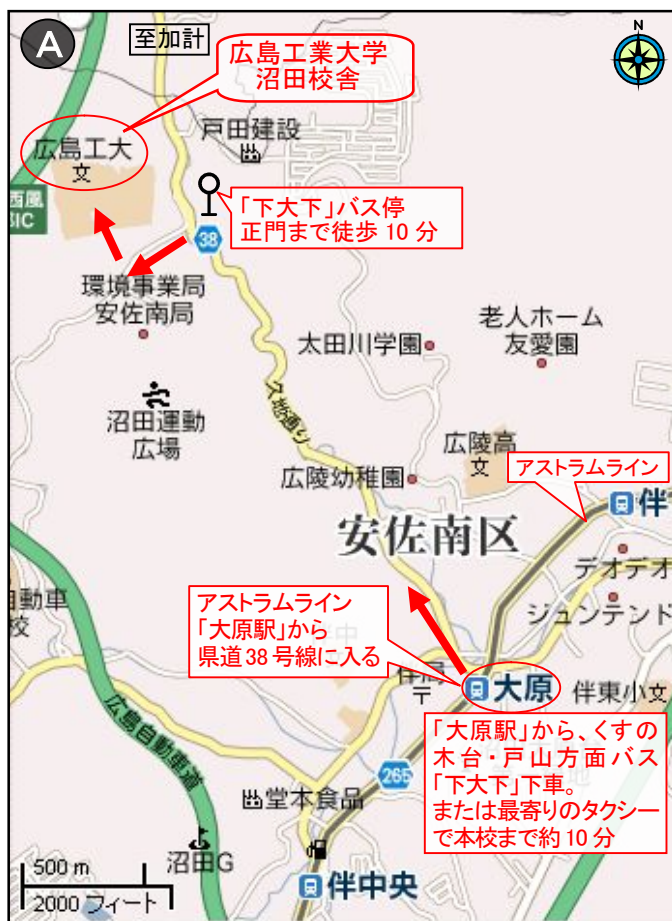 A
至加計
N
広島工業大学
沼田校舎
広島工大
文
戸田建設
西風
SIC
「下大下」バス停
正門まで徒歩 10 分
38
環境事業局
安佐南局
老人ホーム
友愛園
太田川学園
沼田運動
広場
久地通り
広陵高
文
広陵幼稚園
アストラムライン
伴
安佐南区
デオデオ
ジュンテンド
自動車
校
アストラムライン
「大原駅」から
県道 38 号線に入る
伴局
〒
大原
伴東小文
「大原駅」から、くすの
木台・戸山方面バス
「下大下」下車。
または最寄りのタクシー
で本校まで約 10 分
広島自動車道
265
堂本食品
沼田G
伴中央
500 m
2000 フィート